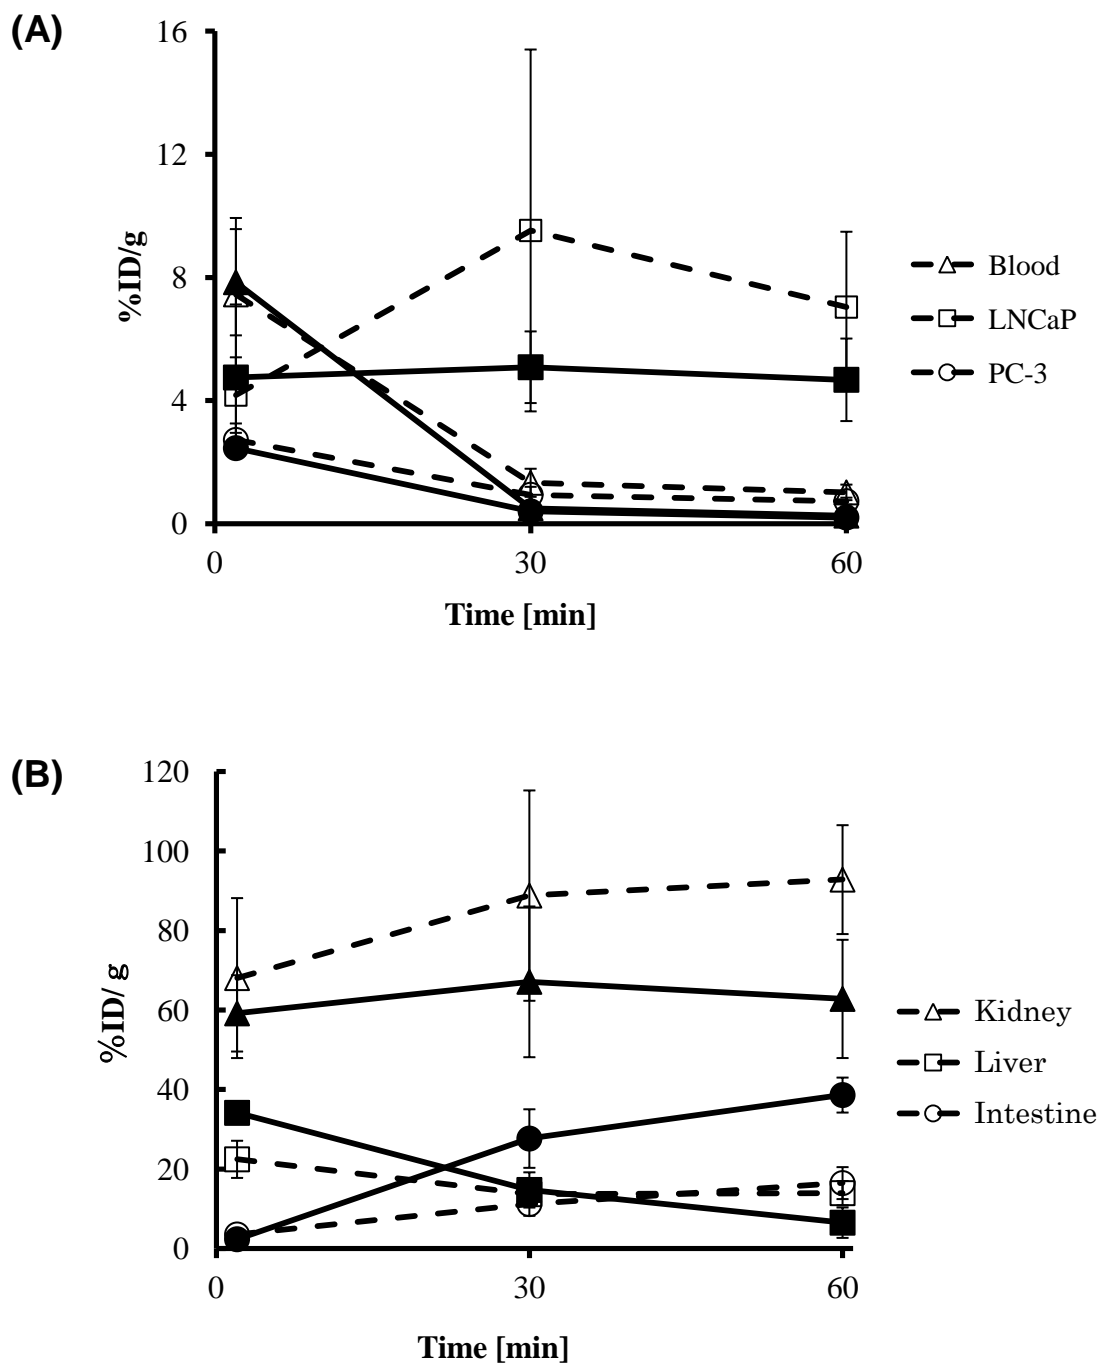 (A)
16
12
8
4
0
%ID/g
0 30 60
Time [min]
Blood
LNCaP
PC-3
(B)
120
100
80
60
40
20
0
%ID/ g
0 30 60
Time [min]
Kidney
Liver
Intestine